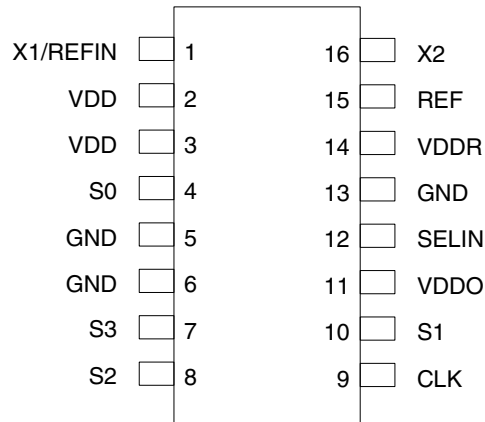 X1/REFIN 1 16 X2
VDD 2 15 REF
VDD 3 14 VDDR
S0 4 13 GND
GND 5 12 SELIN
GND 6 11 VDDO
S3 7 10 S1
S2 8 9 CLK